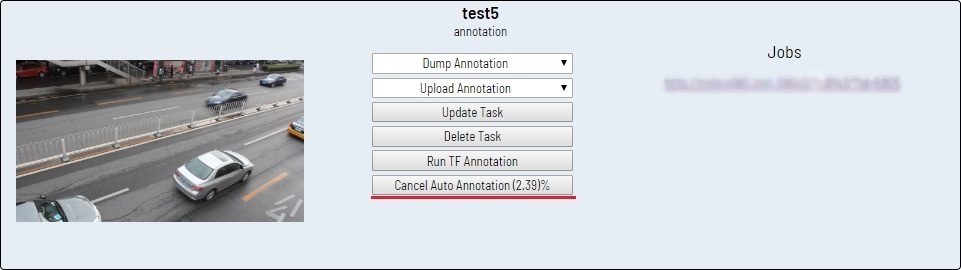 test5
annotation
Dump Annotation
Upload Annotation
Update Task
Delete Task
Run TF Annotation
Cancel Auto Annotation (2.39)%
Jobs